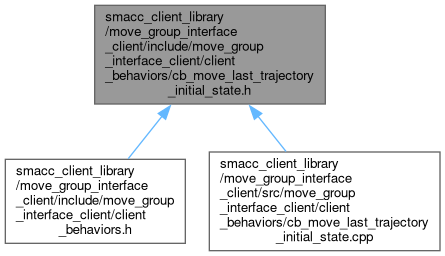 smacc_client_library
/move_group_interface
_client/include/move_group
_interface_client/client
_behaviors/cb_move_last_trajectory
_initial_state.h
smacc_client_library
/move_group_interface
_client/include/move_group
_interface_client/client
_behaviors.h
smacc_client_library
/move_group_interface
_client/src/move_group
_interface_client/client
_behaviors/cb_move_last_trajectory
_initial_state.cpp